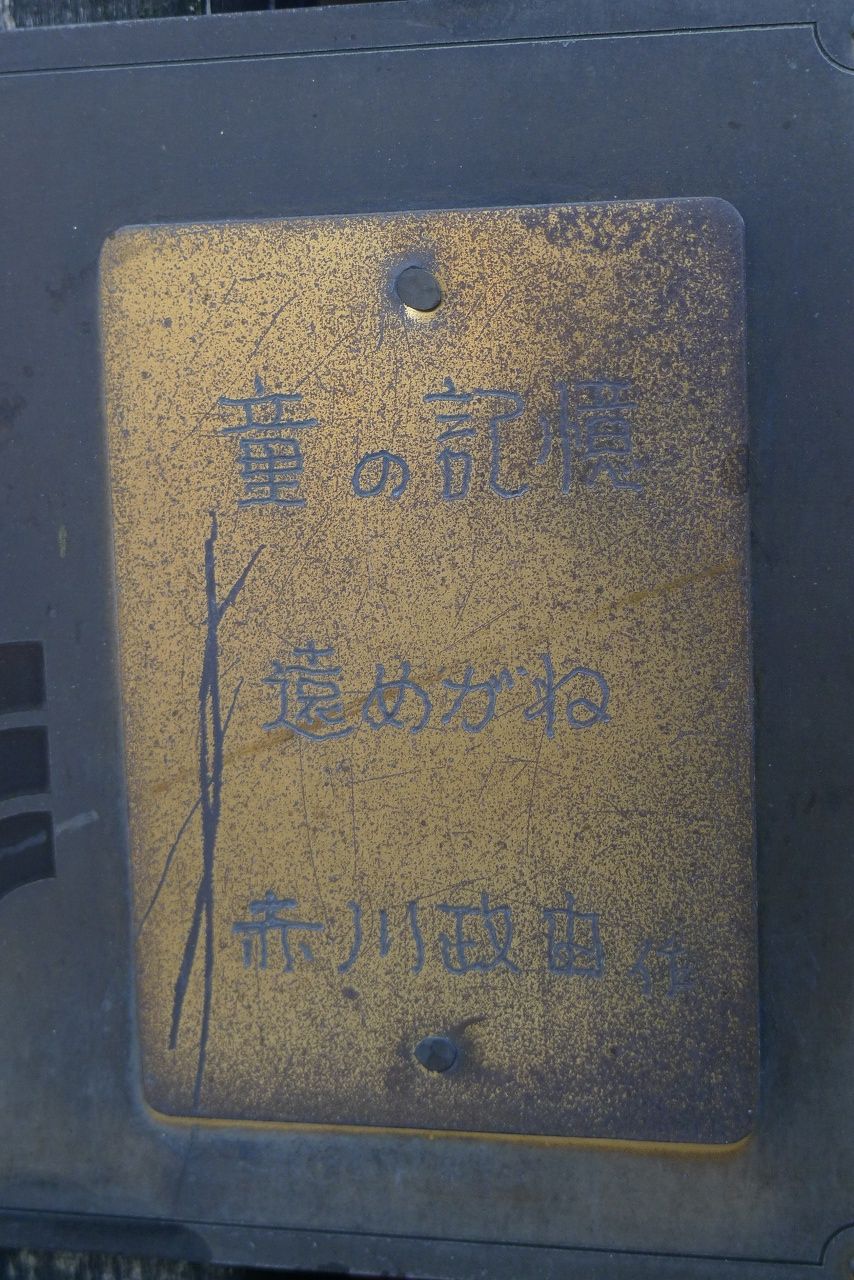 童の記憶
遠めがね
赤川政由 作